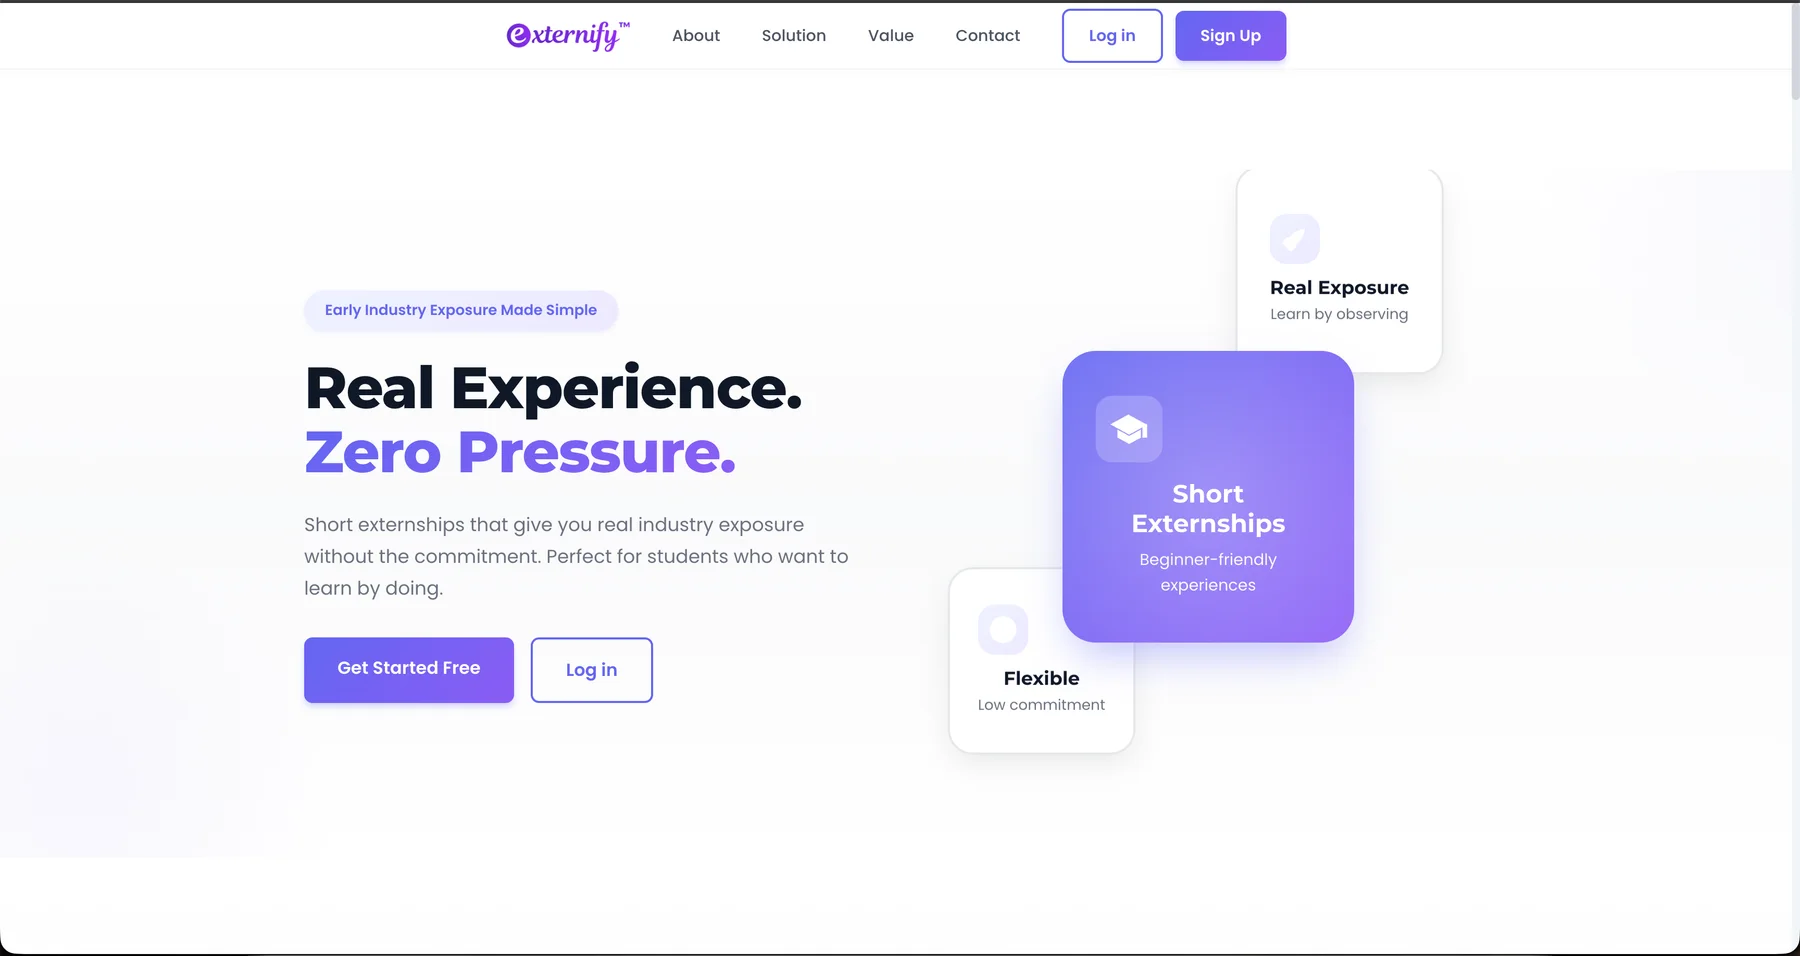 externify™
About
Solution
Value
Contact
Log in
Sign Up
Early Industry Exposure Made Simple
Real Experience.
Zero Pressure.
Short externships that give you real industry exposure
without the commitment. Perfect for students who want to
learn by doing.
Get Started Free
Log in
Real Exposure
Learn by observing
Short
Externships
Beginner-friendly
experiences
Flexible
Low commitment